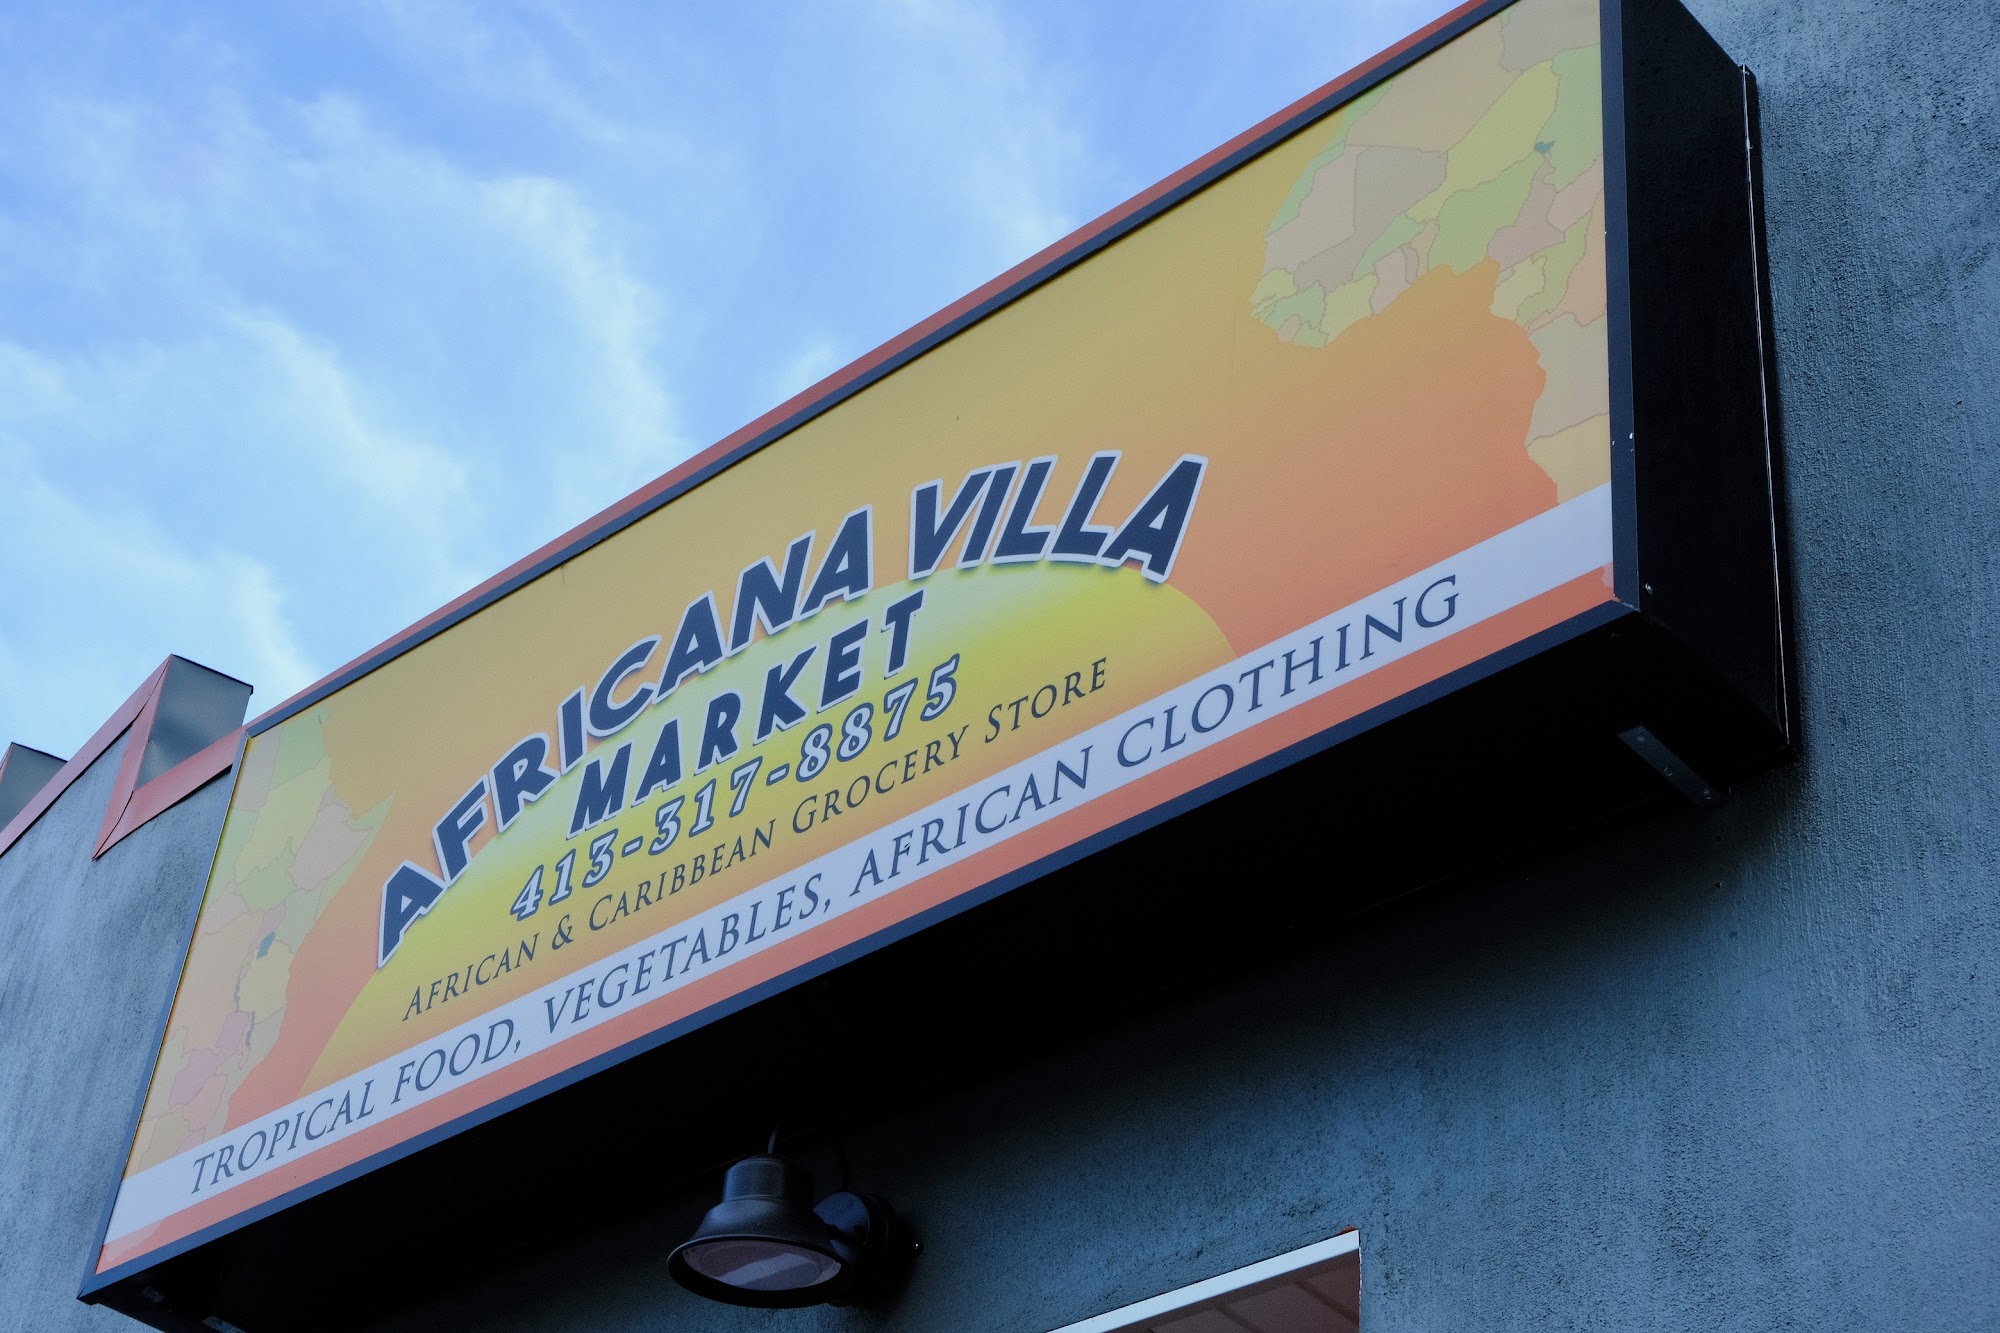 AFRICANA VILLA
MARKET
413-317-8875
AFRICAN & CARIBBEAN GROCERY STORE
TROPICAL FOOD, VEGETABLES, AFRICAN CLOTHING